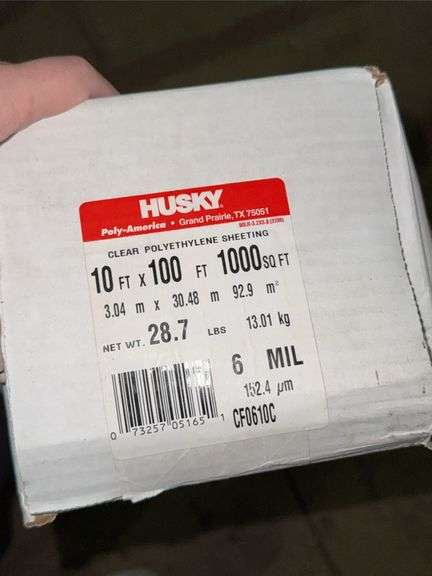 HUSKY
Poly-America • Grand Prairie, TX 75051
CLEAR POLYETHYLENE SHEETING
10 FT X 100 FT 1000 SQ FT
3.04 m x 30.48 m 92.9 m²
NET WT. 28.7 LBS 13.01 kg
6 MIL
152.4 µm
CF0610C
0 73257 05165 1